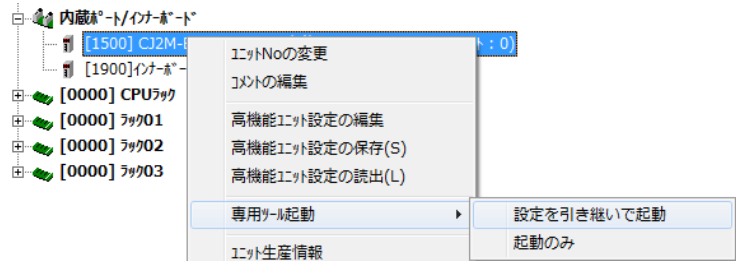 内蔵ﾎﾟｰﾄ/ｲﾝﾅｰﾎﾞｰﾄﾞ
[1500] CJ2M- ﾄ : 0)
[1900]ｲﾝﾅｰﾎﾞｰ
[0000] CPUﾗｯｸ
[0000] ﾗｯｸ01
[0000] ﾗｯｸ02
[0000] ﾗｯｸ03
ﾕﾆｯﾄNoの変更
ｺﾒﾝﾄの編集
高機能ﾕﾆｯﾄ設定の編集
高機能ﾕﾆｯﾄ設定の保存(S)
高機能ﾕﾆｯﾄ設定の読出(L)
専用ﾂｰﾙ起動
ﾕﾆｯﾄ生産情報
設定を引き継いで起動
起動のみ